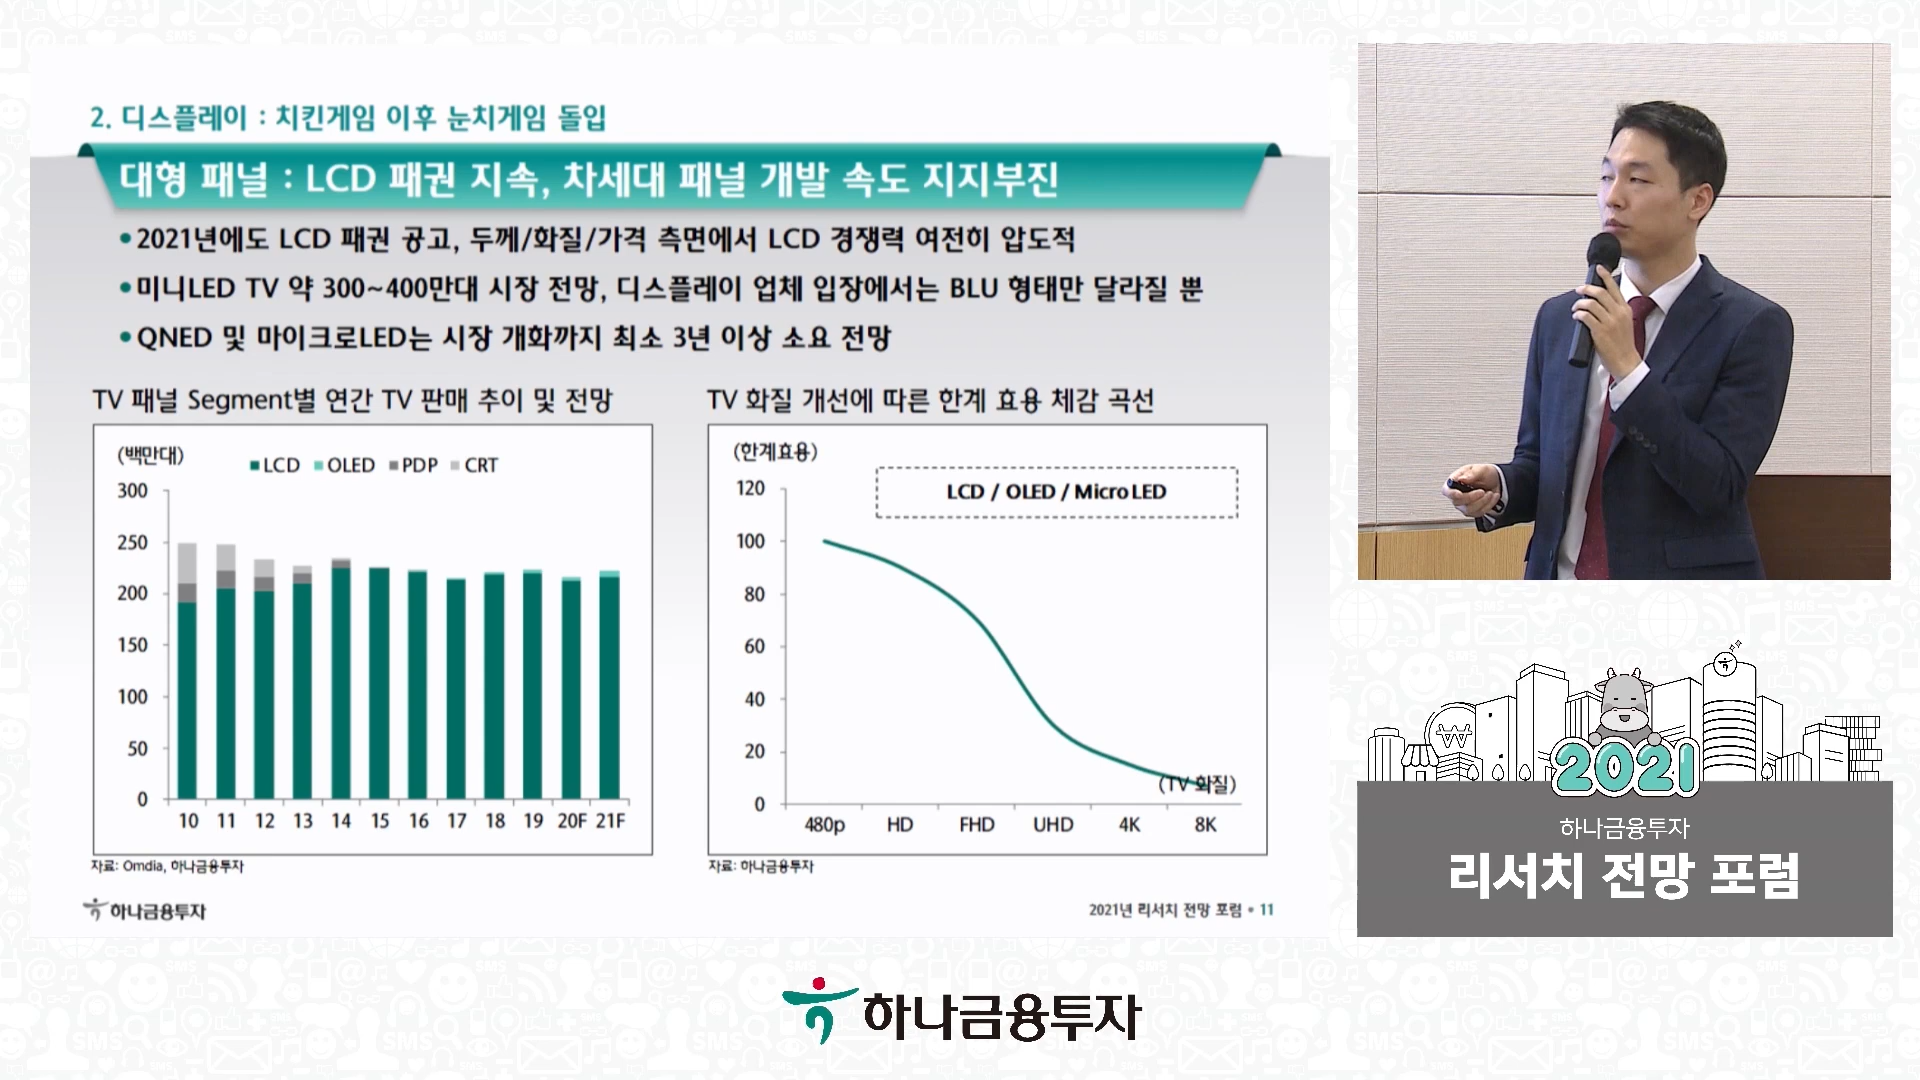 2. 디스플레이 : 치킨게임 이후 눈치게임 돌입
대형 패널 : LCD 패권 지속, 차세대 패널 개발 속도 지지부진
•2021년에도 LCD 패권 공고, 두께/화질/가격 측면에서 LCD 경쟁력 여전히 압도적
•미니LED TV 약 300~400만대 시장 전망, 디스플레이 업체 입장에서는 BLU 형태만 달라질 뿐
•QNED 및 마이크로LED는 시장 개화까지 최소 3년 이상 소요 전망
TV 패널 Segment별 연간 TV 판매 추이 및 전망
(백만대)
LCD OLED PDP CRT
300
250
200
150
100
50
0
10 11 12 13 14 15 16 17 18 19 20F 21F
자료: Omdia, 하나금융투자
TV 화질 개선에 따른 한계 효용 체감 곡선
(한계효용)
LCD / OLED / Micro LED
120
100
80
60
40
20
0
(TV 화질)
480p HD FHD UHD 4K 8K
자료: 하나금융투자
하나금융투자
2021년 리서치 전망 포럼 • 11
2021
하나금융투자
리서치 전망 포럼
하나금융투자